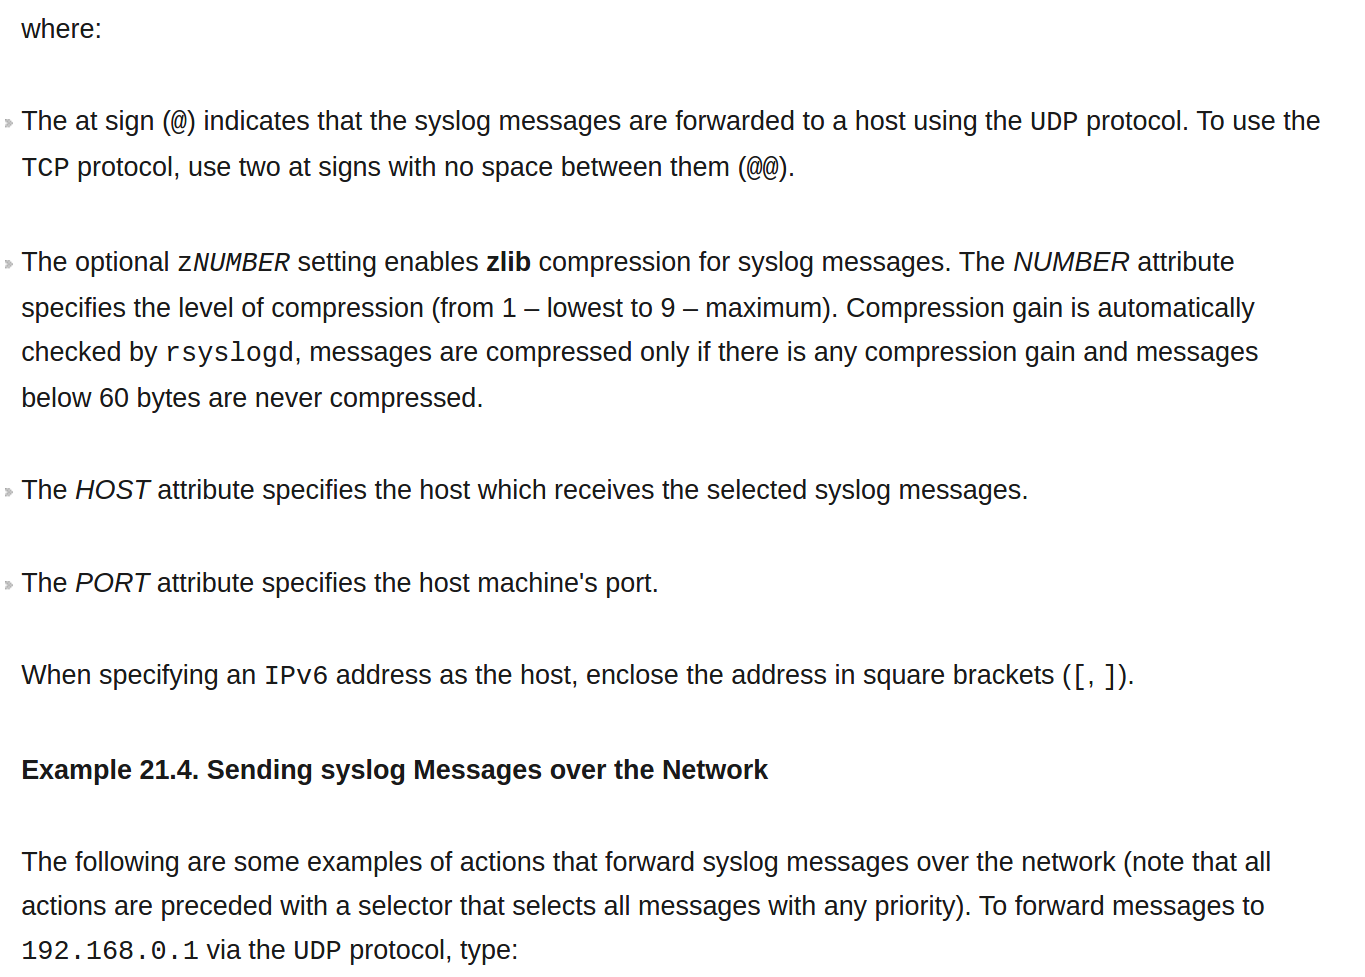 where:
The at sign (@) indicates that the syslog messages are forwarded to a host using the UDP protocol. To use the
TCP protocol, use two at signs with no space between them (@@).
The optional zNUMBER setting enables zlib compression for syslog messages. The NUMBER attribute
specifies the level of compression (from 1 – lowest to 9 – maximum). Compression gain is automatically
checked by rsyslogd, messages are compressed only if there is any compression gain and messages
below 60 bytes are never compressed.
The HOST attribute specifies the host which receives the selected syslog messages.
The PORT attribute specifies the host machine's port.
When specifying an IPv6 address as the host, enclose the address in square brackets ([, ]).
Example 21.4. Sending syslog Messages over the Network
The following are some examples of actions that forward syslog messages over the network (note that all
actions are preceded with a selector that selects all messages with any priority). To forward messages to
192.168.0.1 via the UDP protocol, type: